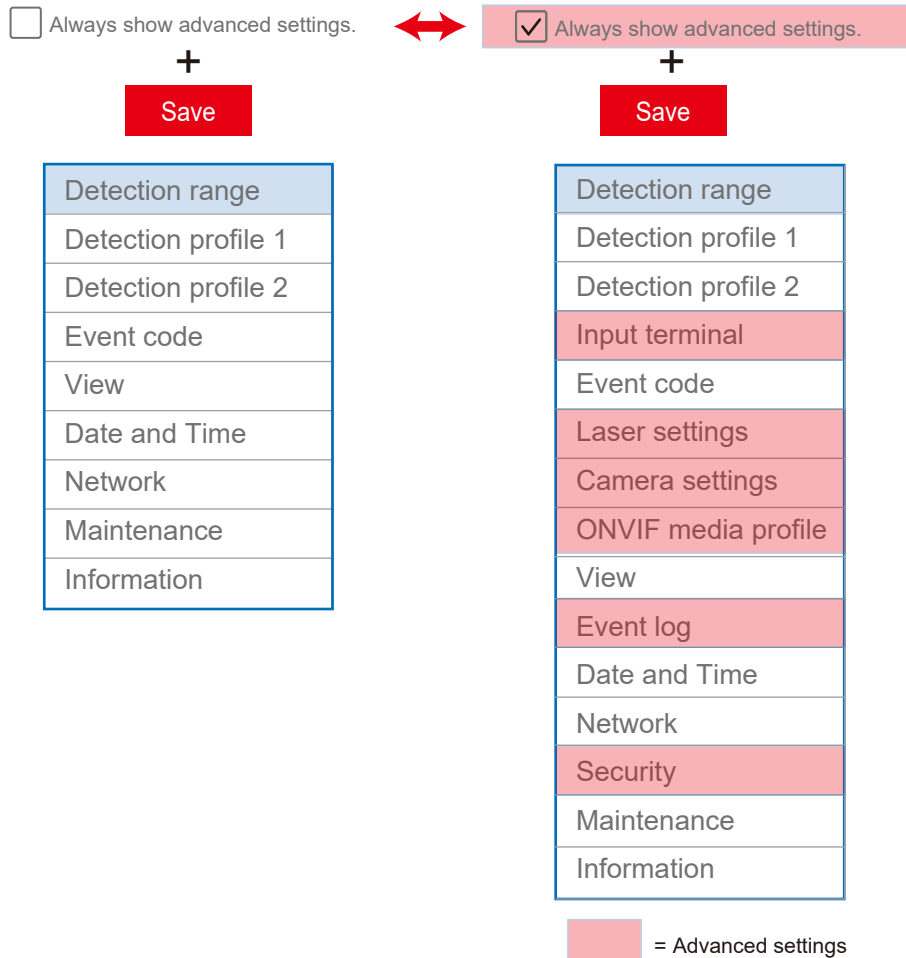 Always show advanced settings.
+
Save
Detection range
Detection profile 1
Detection profile 2
Event code
View
Date and Time
Network
Maintenance
Information
Always show advanced settings.
+
Save
Detection range
Detection profile 1
Detection profile 2
Input terminal
Event code
Laser settings
Camera settings
ONVIF media profile
View
Event log
Date and Time
Network
Security
Maintenance
Information
= Advanced settings